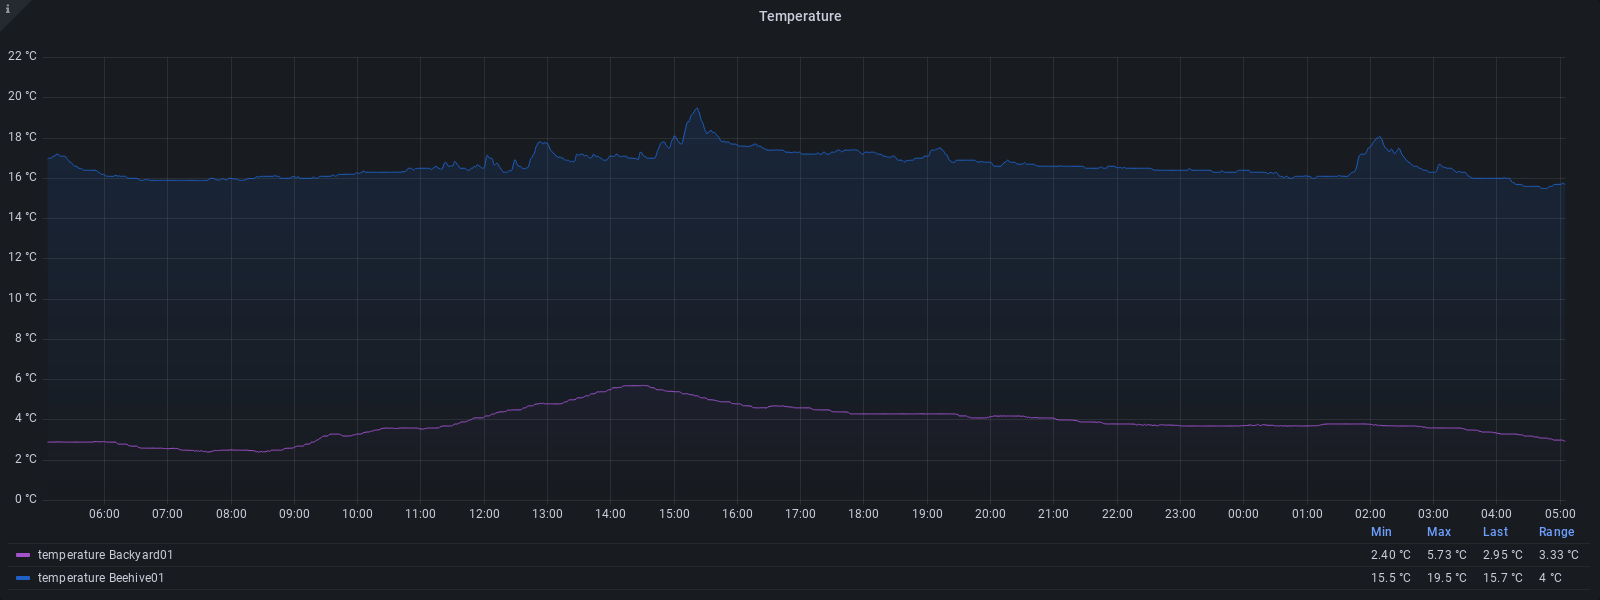 i
Temperature
22 °C
20 °C
18 °C
16 °C
14 °C
12 °C
10 °C
8 °C
6 °C
4 °C
2 °C
0 °C
06:00 07:00 08:00 09:00 10:00 11:00 12:00 13:00 14:00 15:00 16:00 17:00 18:00 19:00 20:00 21:00 22:00 23:00 00:00 01:00 02:00 03:00 04:00 05:00
Min Max Last Range
temperature Backyard01 2.40 °C 5.73 °C 2.95 °C 3.33 °C
temperature Beehive01 15.5 °C 19.5 °C 15.7 °C 4 °C